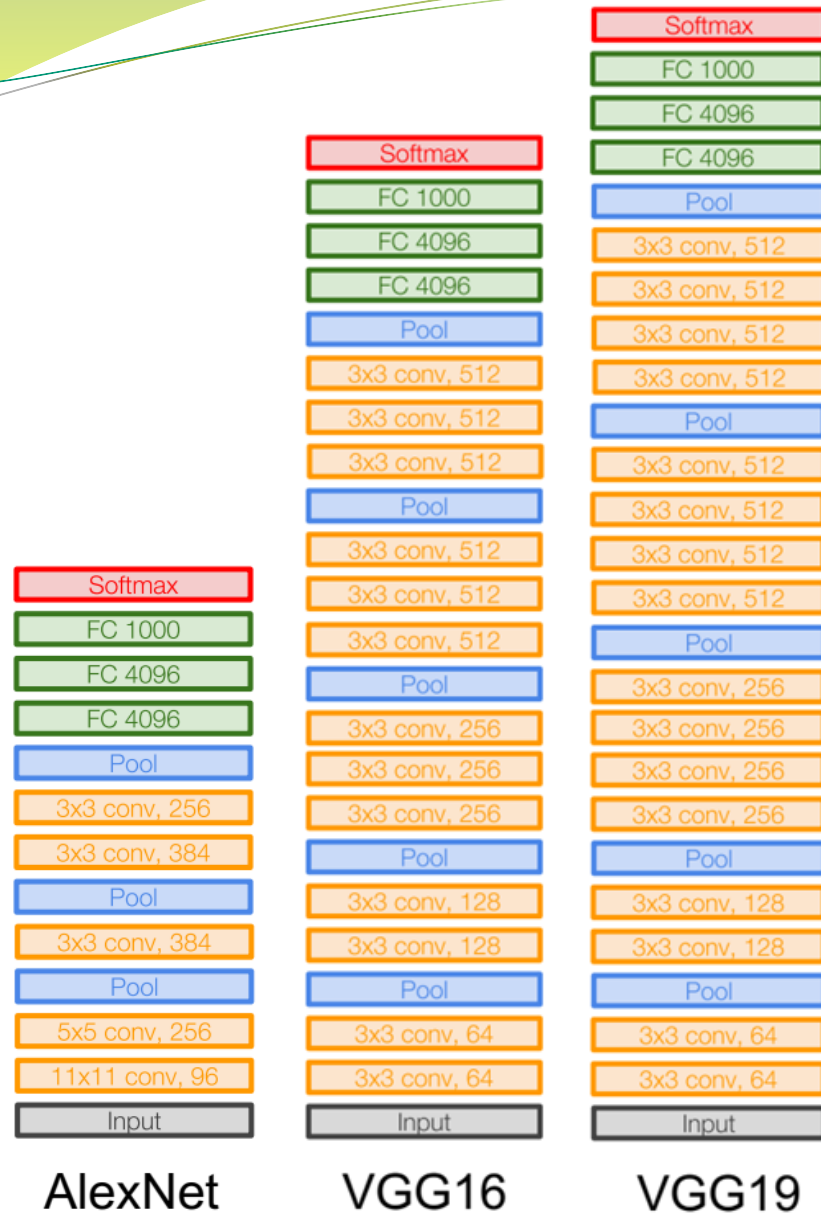 Softmax
FC 1000
FC 4096
FC 4096
Pool
3x3 conv, 256
3x3 conv, 384
Pool
3x3 conv, 384
Pool
5x5 conv, 256
11x11 conv, 96
Input
AlexNet
Softmax
FC 1000
FC 4096
FC 4096
Pool
3x3 conv, 512
3x3 conv, 512
3x3 conv, 512
Pool
3x3 conv, 512
3x3 conv, 512
3x3 conv, 512
Pool
3x3 conv, 256
3x3 conv, 256
3x3 conv, 256
Pool
3x3 conv, 128
3x3 conv, 128
Pool
3x3 conv, 64
3x3 conv, 64
Input
VGG16
Softmax
FC 1000
FC 4096
FC 4096
Pool
3x3 conv, 512
3x3 conv, 512
3x3 conv, 512
3x3 conv, 512
Pool
3x3 conv, 512
3x3 conv, 512
3x3 conv, 512
3x3 conv, 512
Pool
3x3 conv, 256
3x3 conv, 256
3x3 conv, 256
3x3 conv, 256
Pool
3x3 conv, 128
3x3 conv, 128
Pool
3x3 conv, 64
3x3 conv, 64
Input
VGG19